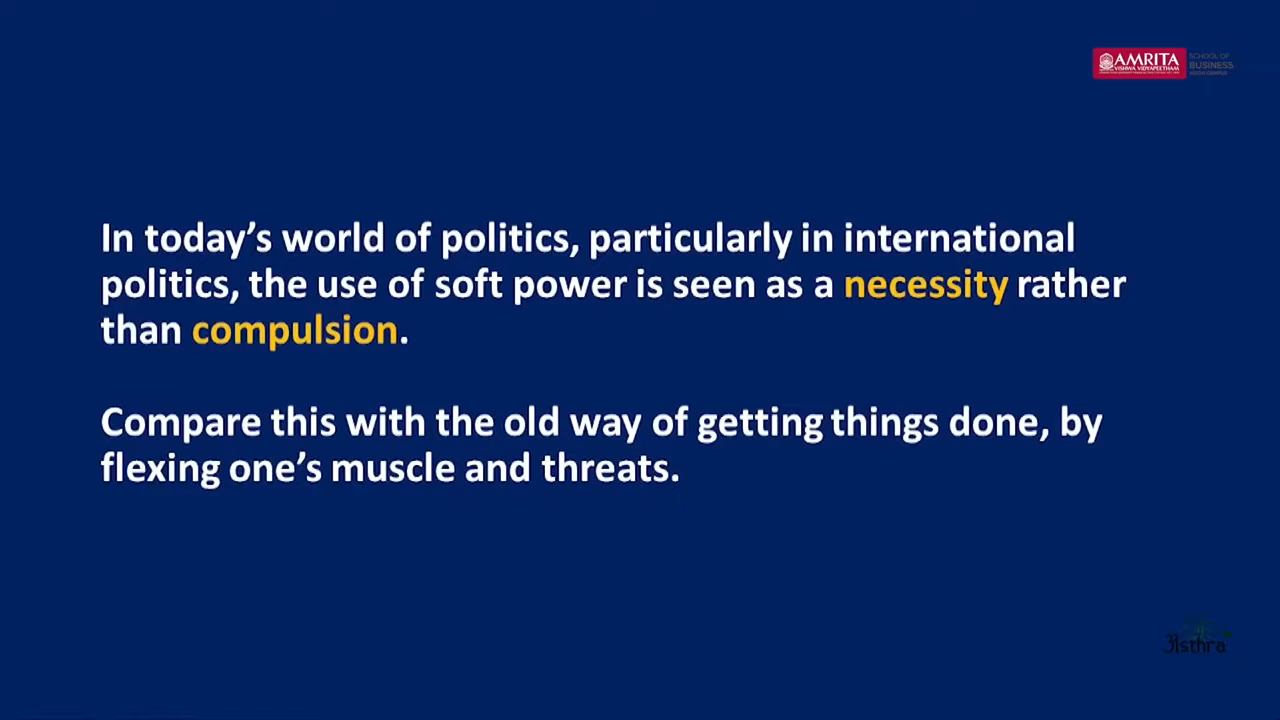 AMRITA
VISHWA VIDYAPEETHAM
SCHOOL OF
BUSINESS
In today’s world of politics, particularly in international
politics, the use of soft power is seen as a necessity rather
than compulsion.
Compare this with the old way of getting things done, by
flexing one’s muscle and threats.